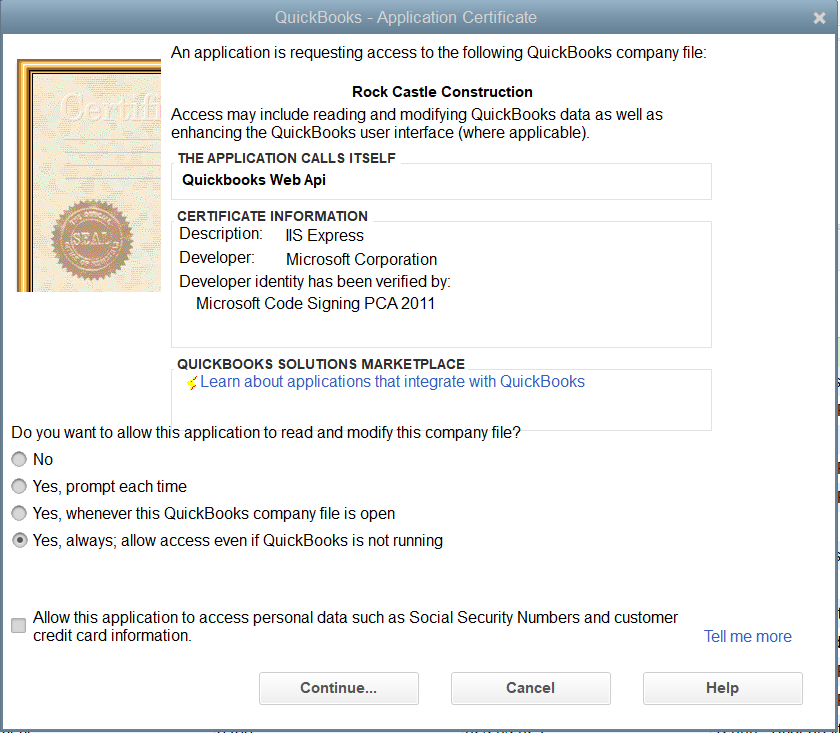 QuickBooks - Application Certificate
An application is requesting access to the following QuickBooks company file:
Rock Castle Construction
Access may include reading and modifying QuickBooks data as well as
enhancing the QuickBooks user interface (where applicable).
THE APPLICATION CALLS ITSELF
Quickbooks Web Api
CERTIFICATE INFORMATION
Description: IIS Express
Developer: Microsoft Corporation
Developer identity has been verified by:
Microsoft Code Signing PCA 2011
QUICKBOOKS SOLUTIONS MARKETPLACE
Learn about applications that integrate with QuickBooks
Do you want to allow this application to read and modify this company file?
No
Yes, prompt each time
Yes, whenever this QuickBooks company file is open
Yes, always; allow access even if QuickBooks is not running
Allow this application to access personal data such as Social Security Numbers and customer
credit card information.
Tell me more
Continue... Cancel Help
Certifi
SEAL